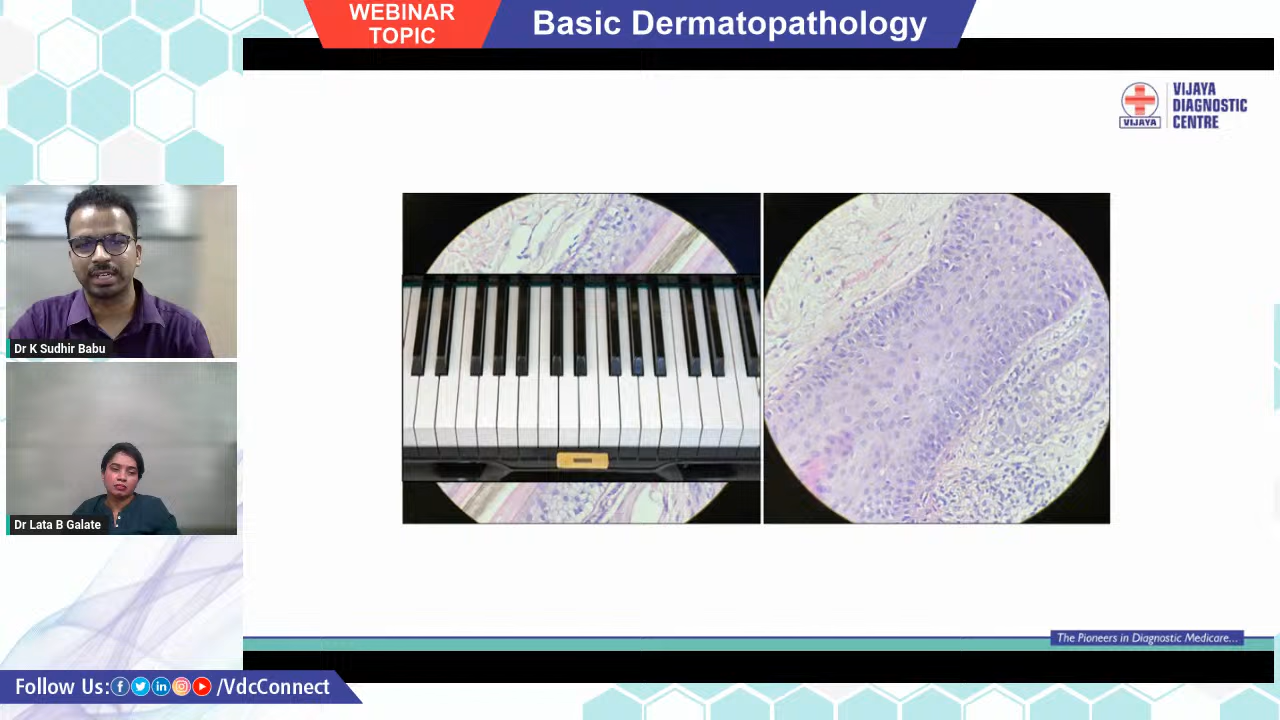 WEBINAR
TOPIC
Basic Dermatopathology
VIJAYA
DIAGNOSTIC
CENTRE
VIJAYA
Dr K Sudhir Babu
Dr Lata B Galate
The Pioneers in Diagnostic Medicare...
Follow Us: /VdcConnect